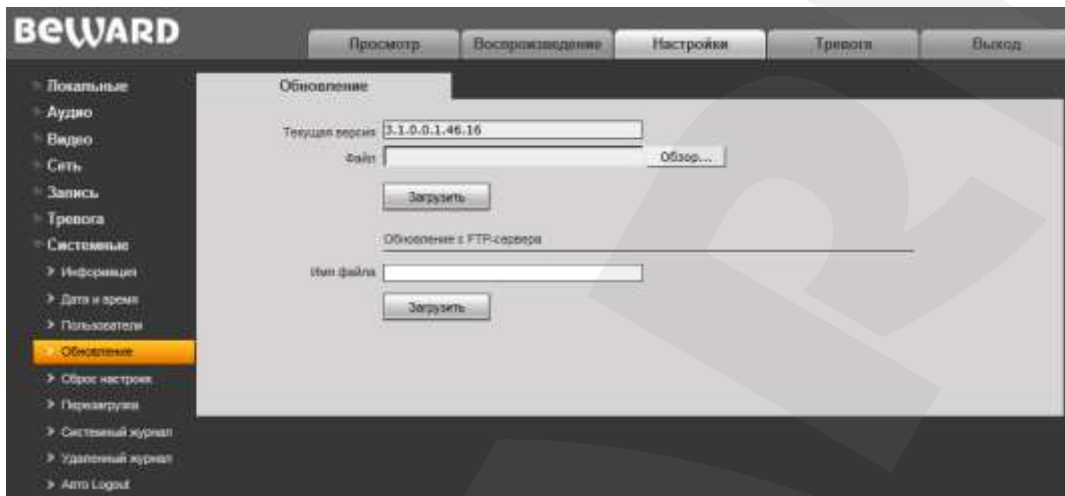 BEWARD
Просмотр Воспроизведение Настройки Тревога Выход
Локальные
Аудио
Видео
Сеть
Запись
Тревога
Системные
Информация
Дата и время
Пользователи
Обновление
Сброс настроек
Перезагрузка
Системный журнал
Удаленный журнал
Авто Logout
Обновление
Текущая версия 3.1.0.0.1.46.16
Файл Обзор...
Загрузить
Обновление с FTP-сервера
Имя файла
Загрузить